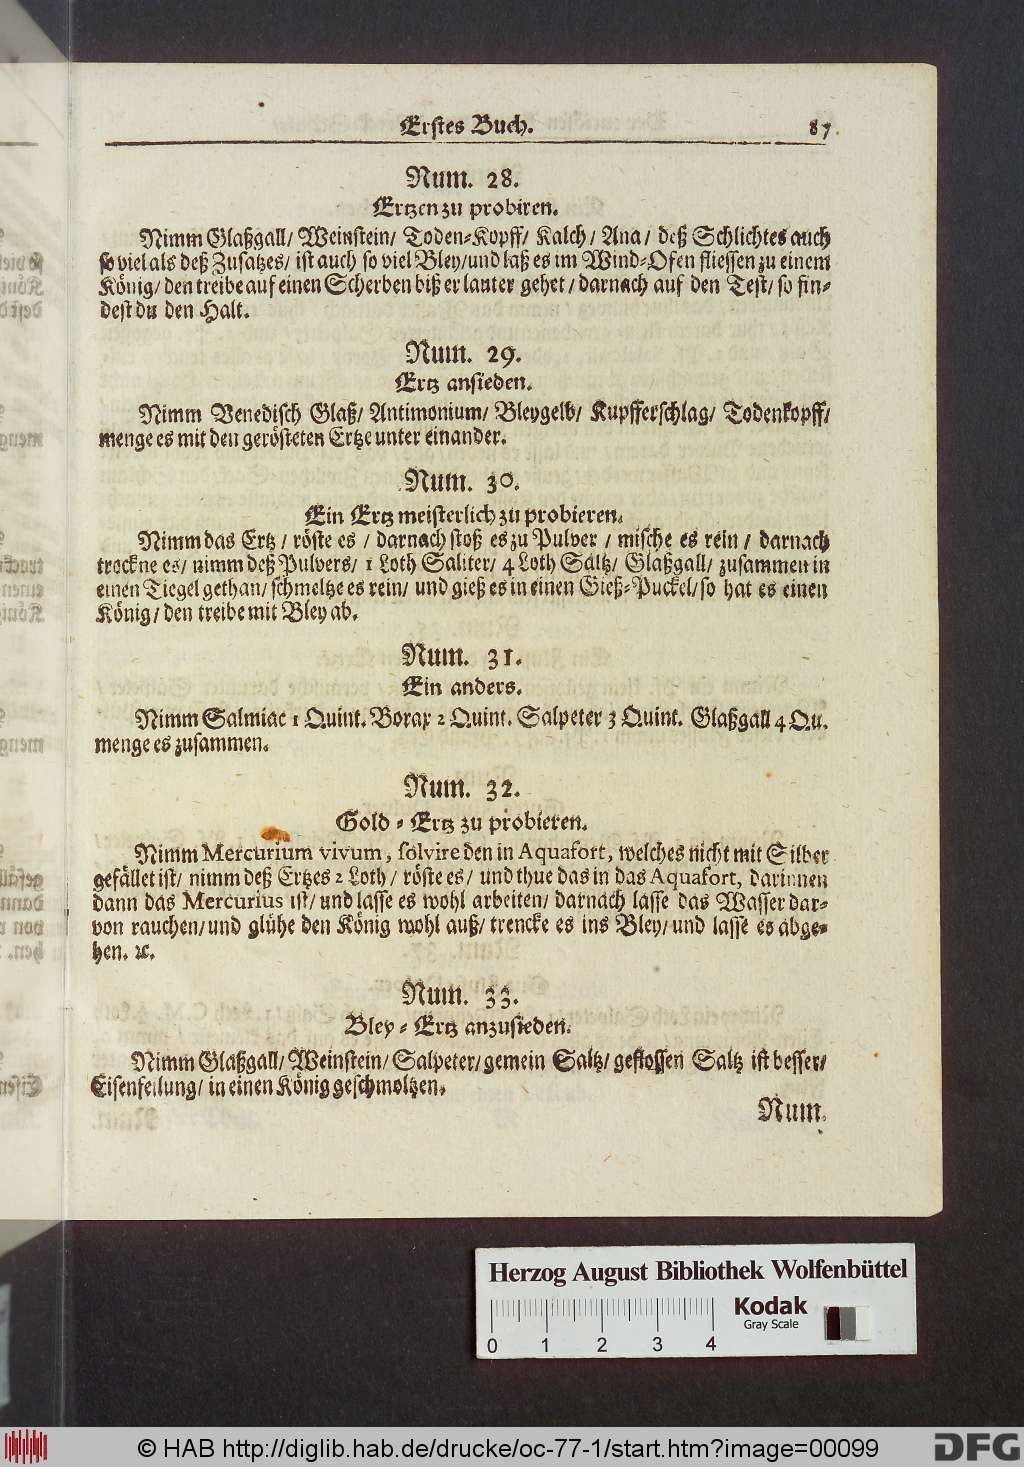 Erstes Buch. 87
Num. 28.
Ertzen zu probiren.
Nimm Glaßgall/ Weinstein/ Toden-Kopff/ Kalch/ Ana/ deß Schlichtes auch
so viel als deß Zusatzes/ ist auch so viel Bley/und laß es im Wind-Ofen fliessen zu einem
König/ den treibe auf einen Scherben biß er lauter gehet/ darnach auf den Test/ so fin-
dest du den Halt.
Num. 29.
Ertz ansieden.
Nimm Venedisch Glaß/ Antimonium/ Bleygelb/ Kupfferschlag/ Todenkopff/
menge es mit den gerösteten Ertze unter einander.
Num. 30.
Ein Ertz meisterlich zu probieren.
Nimm das Ertz/ röste es/ darnach stoß es zu Pulver/ mische es rein/ darnach
trockne es/ nimm deß Pulvers/ 1 Loth Saliter/ 4 Loth Saltz/ Glaßgall/ zusammen in
einen Tiegel gethan/ schmeltze es rein/ und gieß es in einen Gieß-Puckel/ so hat es einen
König/ den treibe mit Bley ab.
Num. 31.
Ein anders.
Nimm Salmiac 1 Quint. Borax 2 Quint. Salpeter 3 Quint. Glaßgall 4 Qu.
menge es zusammen.
Num. 32.
Gold-Ertz zu probieren.
Nimm Mercurium vivum, solvire den in Aquafort, welches nicht mit Silber
gefället ist/ nimm deß Ertzes 2 Loth/ röste es/ und thue das in das Aquafort, darinnen
dann das Mercurius ist/ und lasse es wohl arbeiten/ darnach lasse das Wasser dar-
von rauchen/ und glühe den König wohl auß/ trencke es ins Bley/ und lasse es abge-
hen. ꝛc.
Num. 33.
Bley-Ertz anzusieden.
Nimm Glaßgall/ Weinstein/ Salpeter/ gemein Saltz/ gestossen Saltz ist besser/
Eisenfeilung/ in einen König geschmoltzen.
Num.
Herzog August Bibliothek Wolfenbüttel
Kodak
Gray Scale
0 1 2 3 4
© HAB http://diglib.hab.de/drucke/oc-77-1/start.htm?image=00099
DFG